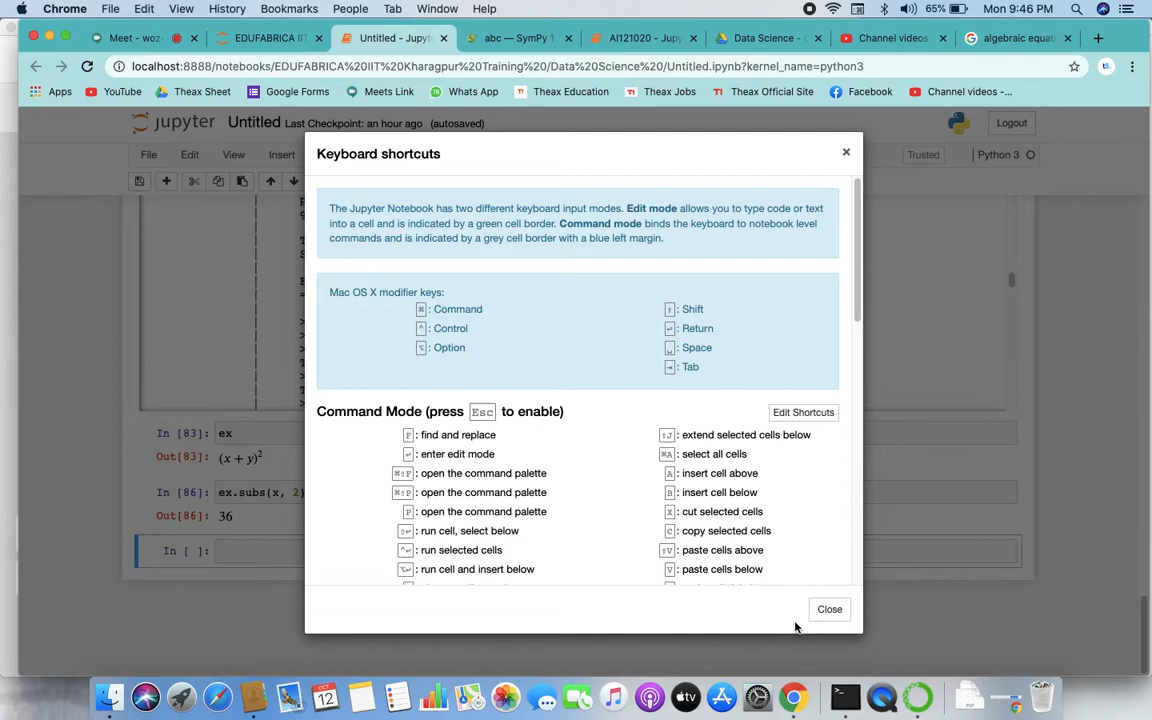 Chrome File Edit View History Bookmarks People Tab Window Help 65% Mon 9:46 PM
Meet - woz- EDUFABRICA IIT Untitled - Jupyte abc — SymPy 1. AI121020 - Jupy Data Science - G Channel videos algebraic equat
localhost:8888/notebooks/EDUFABRICA%20IIT%20Kharagpur%20Training%20/Data%20Science%20/Untitled.ipynb?kernel_name=python3
Apps YouTube Theax Sheet Google Forms Meets Link Whats App Theax Education Theax Jobs Theax Official Site Facebook Channel videos -...
jupyter Untitled Last Checkpoint: an hour ago (autosaved) Logout
File Edit View Insert Trusted Python 3
Keyboard shortcuts
The Jupyter Notebook has two different keyboard input modes. Edit mode allows you to type code or text
into a cell and is indicated by a green cell border. Command mode binds the keyboard to notebook level
commands and is indicated by a grey cell border with a blue left margin.
Mac OS X modifier keys:
⌘: Command ⇧: Shift
^: Control ↩: Return
⌥: Option ␣: Space
⇥: Tab
Command Mode (press Esc to enable) Edit Shortcuts
F: find and replace ⇧J: extend selected cells below
↩: enter edit mode ⌘A: select all cells
⌘⇧F: open the command palette A: insert cell above
⌘⇧P: open the command palette B: insert cell below
P: open the command palette X: cut selected cells
⇧↩: run cell, select below C: copy selected cells
^↩: run selected cells ⇧V: paste cells above
⌥↩: run cell and insert below V: paste cells below
Close
In [83]: ex
Out[83]: (x + y)²
In [86]: ex.subs(x, 2)
Out[86]: 36
In [ ]: